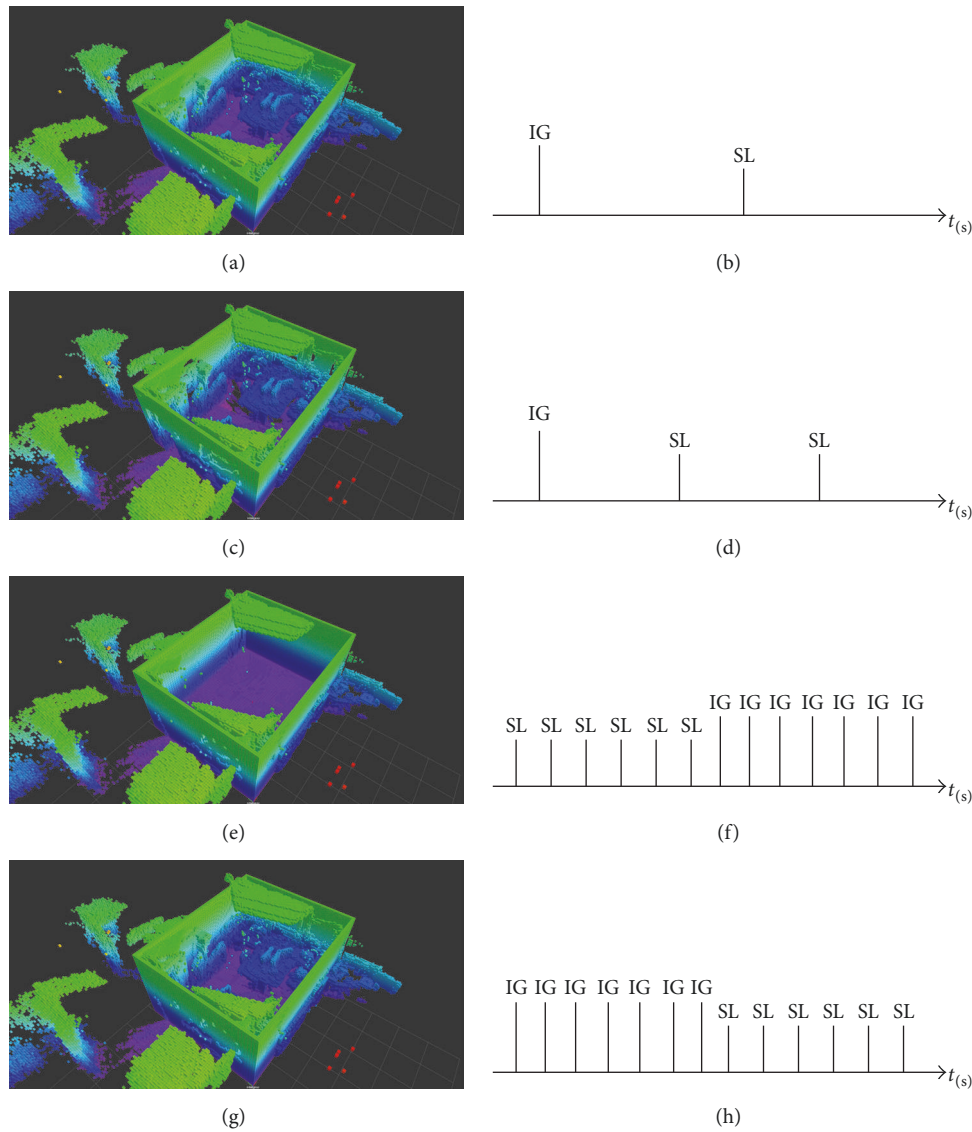 IG
SL
t(s)
(a)
(b)
IG
SL
SL
t(s)
(c)
(d)
SL SL SL SL SL SL IG IG IG IG IG IG IG
t(s)
(e)
(f)
IG IG IG IG IG IG IG SL SL SL SL SL SL
t(s)
(g)
(h)